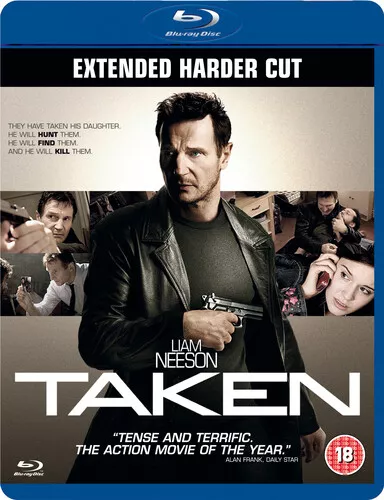 Blu-ray Disc
EXTENDED HARDER CUT
THEY HAVE TAKEN HIS DAUGHTER.
HE WILL HUNT THEM.
HE WILL FIND THEM.
AND HE WILL KILL THEM.
LIAM
NEESON
TAKEN
"TENSE AND TERRIFIC.
THE ACTION MOVIE OF THE YEAR."
ALAN FRANK, DAILY STAR
Blu-ray Disc
18